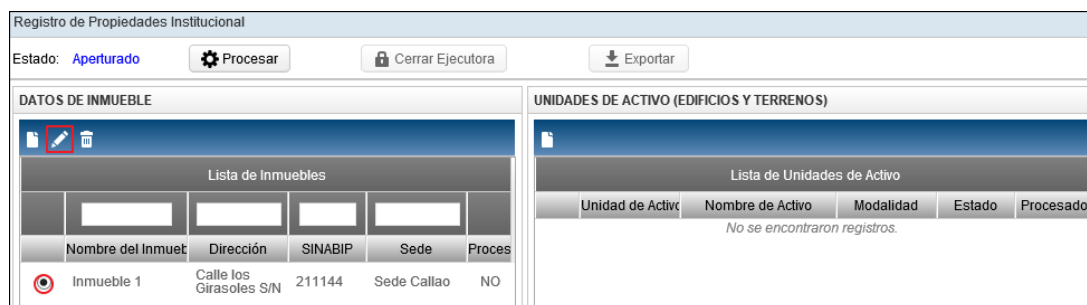 Registro de Propiedades Institucional
Estado: Aperturado Procesar Cerrar Ejecutora Exportar
DATOS DE INMUEBLE
Lista de Inmuebles
Nombre del Inmuek Dirección SINABIP Sede Proces
Inmueble 1 Calle los Girasoles S/N 211144 Sede Callao NO
UNIDADES DE ACTIVO (EDIFICIOS Y TERRENOS)
Lista de Unidades de Activo
Unidad de Activo Nombre de Activo Modalidad Estado Procesado
No se encontraron registros.